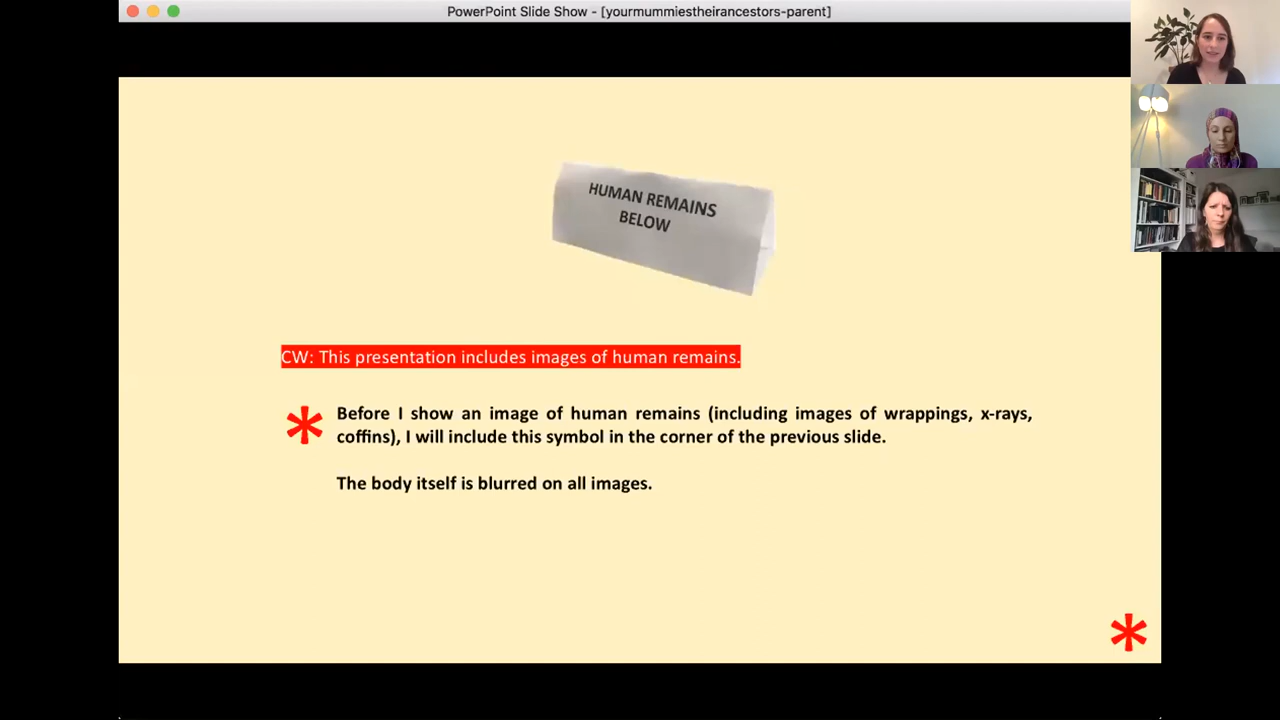 PowerPoint Slide Show - [yourmummiestheirancestors-parent]
HUMAN REMAINS
BELOW
CW: This presentation includes images of human remains.
* Before I show an image of human remains (including images of wrappings, x-rays,
coffins), I will include this symbol in the corner of the previous slide.
The body itself is blurred on all images.
*